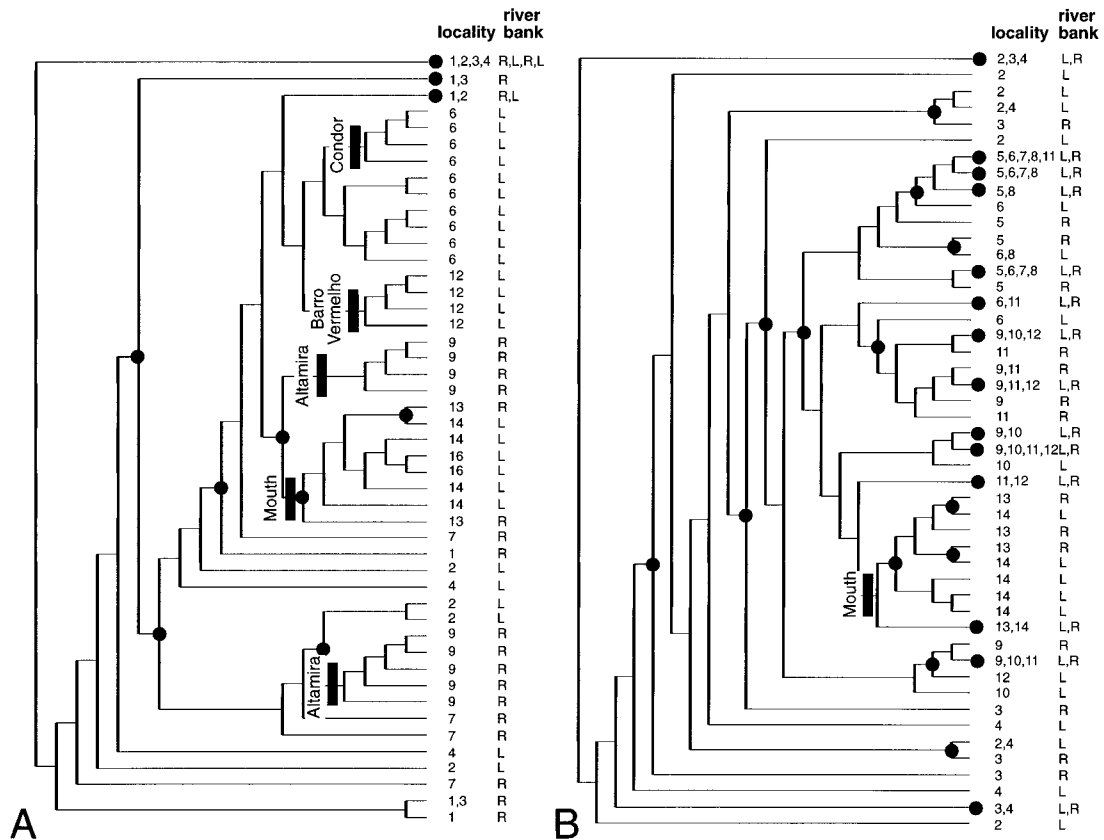 locality river bank
1,2,3,4 R,L,R,L
1,3 R
1,2 R,L
6 L
6 L
6 L
6 L
6 L
6 L
6 L
6 L
6 L
6 L
12 L
12 L
12 L
12 L
9 R
9 R
9 R
9 R
13 R
14 L
14 L
16 L
16 L
14 L
14 L
13 R
7 R
1 R
2 L
4 L
2 L
2 L
9 R
9 R
9 R
9 R
9 R
7 R
7 R
4 L
2 L
7 R
1,3 R
1 R
Condor
Barro
Vermelho
Altamira
Mouth
Altamira
A
locality river bank
2,3,4 L,R
2 L
2 L
2,4 L
3 R
2 L
5,6,7,8,11 L,R
5,6,7,8 L,R
5,8 L,R
6 L
5 R
5 R
6,8 L
5,6,7,8 L,R
5 R
6,11 L,R
6 L
9,10,12 L,R
11 R
9,11 R
9,11,12 L,R
9 R
11 R
9,10 L,R
9,10,11,12 L,R
10 L
11,12 L,R
13 R
14 L
13 R
13 R
14 L
14 L
14 L
14 L
13,14 L,R
9 R
9,10,11 L,R
12 L
10 L
3 R
4 L
2,4 L
3 R
3 R
4 L
3,4 L,R
2 L
Mouth
B